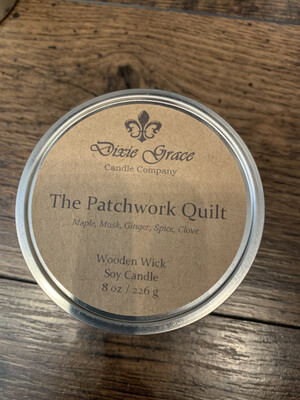 Dixie Grace
Candle Company
The Patchwork Quilt
Maple, Musk, Ginger, Spice, Clove
Wooden Wick
Soy Candle
8 oz / 226 g